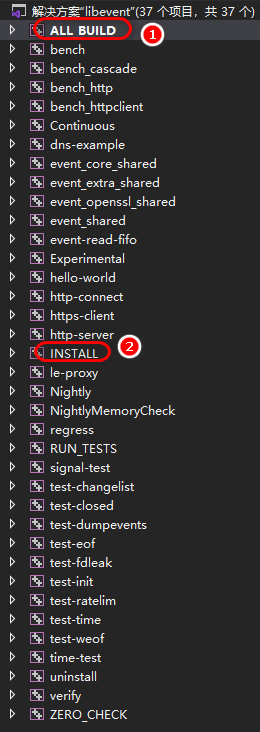 解决方案"libevent"(37 个项目，共 37 个)
ALL BUILD
1
bench
bench_cascade
bench_http
bench_httpclient
Continuous
dns-example
event_core_shared
event_extra_shared
event_openssl_shared
event_shared
event-read-fifo
Experimental
hello-world
http-connect
https-client
http-server
INSTALL
2
le-proxy
Nightly
NightlyMemoryCheck
regress
RUN_TESTS
signal-test
test-changelist
test-closed
test-dumpevents
test-eof
test-fdleak
test-init
test-ratelim
test-time
test-weof
time-test
uninstall
verify
ZERO_CHECK